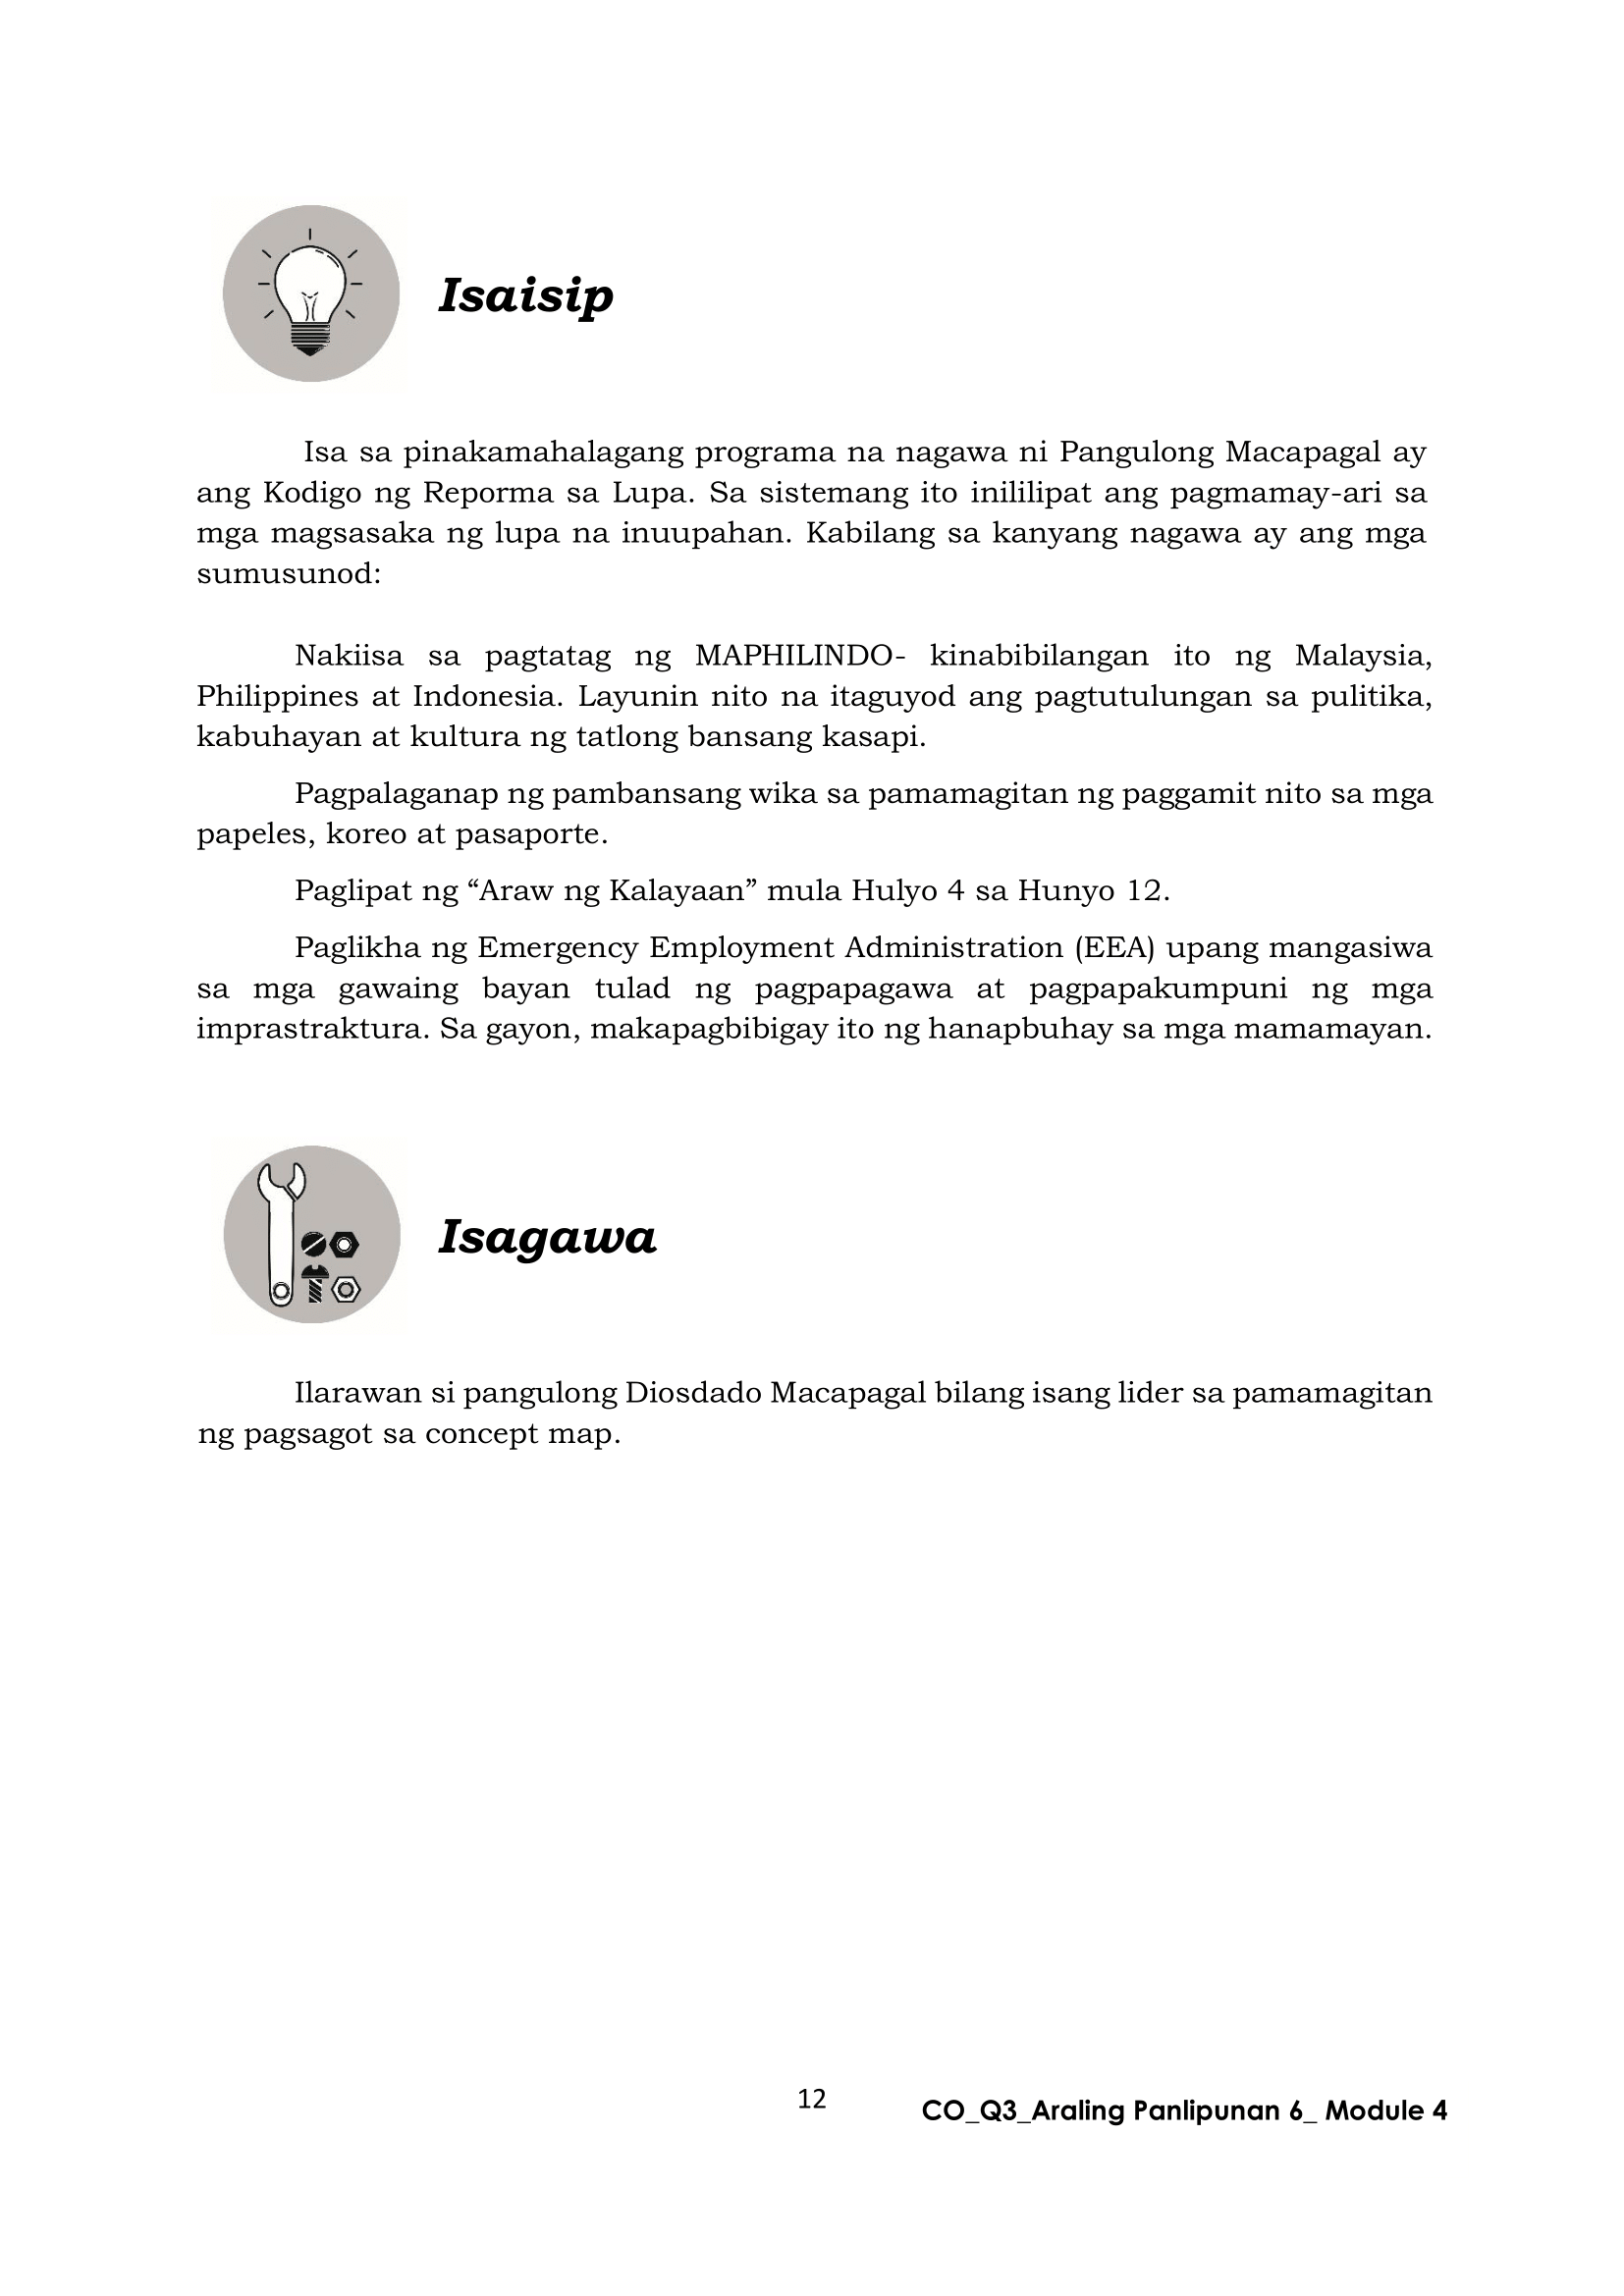 Isaisip
Isa sa pinakamahalagang programa na nagawa ni Pangulong Macapagal ay
ang Kodigo ng Reporma sa Lupa. Sa sistemang ito inililipat ang pagmamay-ari sa
mga magsasaka ng lupa na inuupahan. Kabilang sa kanyang nagawa ay ang mga
sumusunod:
Nakiisa sa pagtatag ng MAPHILINDO- kinabibilangan ito ng Malaysia,
Philippines at Indonesia. Layunin nito na itaguyod ang pagtutulungan sa pulitika,
kabuhayan at kultura ng tatlong bansang kasapi.
Pagpalaganap ng pambansang wika sa pamamagitan ng paggamit nito sa mga
papeles, koreo at pasaporte.
Paglipat ng “Araw ng Kalayaan” mula Hulyo 4 sa Hunyo 12.
Paglikha ng Emergency Employment Administration (EEA) upang mangasiwa
sa mga gawaing bayan tulad ng pagpapagawa at pagpapakumpuni ng mga
imprastraktura. Sa gayon, makapagbibigay ito ng hanapbuhay sa mga mamamayan.
Isagawa
Ilarawan si pangulong Diosdado Macapagal bilang isang lider sa pamamagitan
ng pagsagot sa concept map.
12
CO_Q3_Araling Panlipunan 6_ Module 4